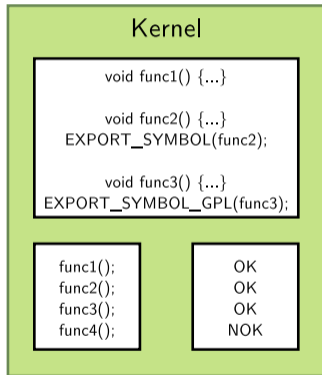 Kernel
void func1() {...}
void func2() {...}
EXPORT_SYMBOL(func2);
void func3() {...}
EXPORT_SYMBOL_GPL(func3);
func1();
func2();
func3();
func4();
OK
OK
OK
NOK